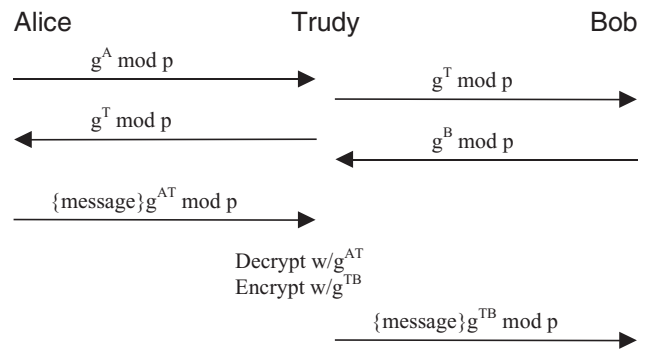 Alice Trudy Bob
g^A mod p
g^T mod p
g^T mod p
g^B mod p
{message}g^AT mod p
Decrypt w/g^AT
Encrypt w/g^TB
{message}g^TB mod p